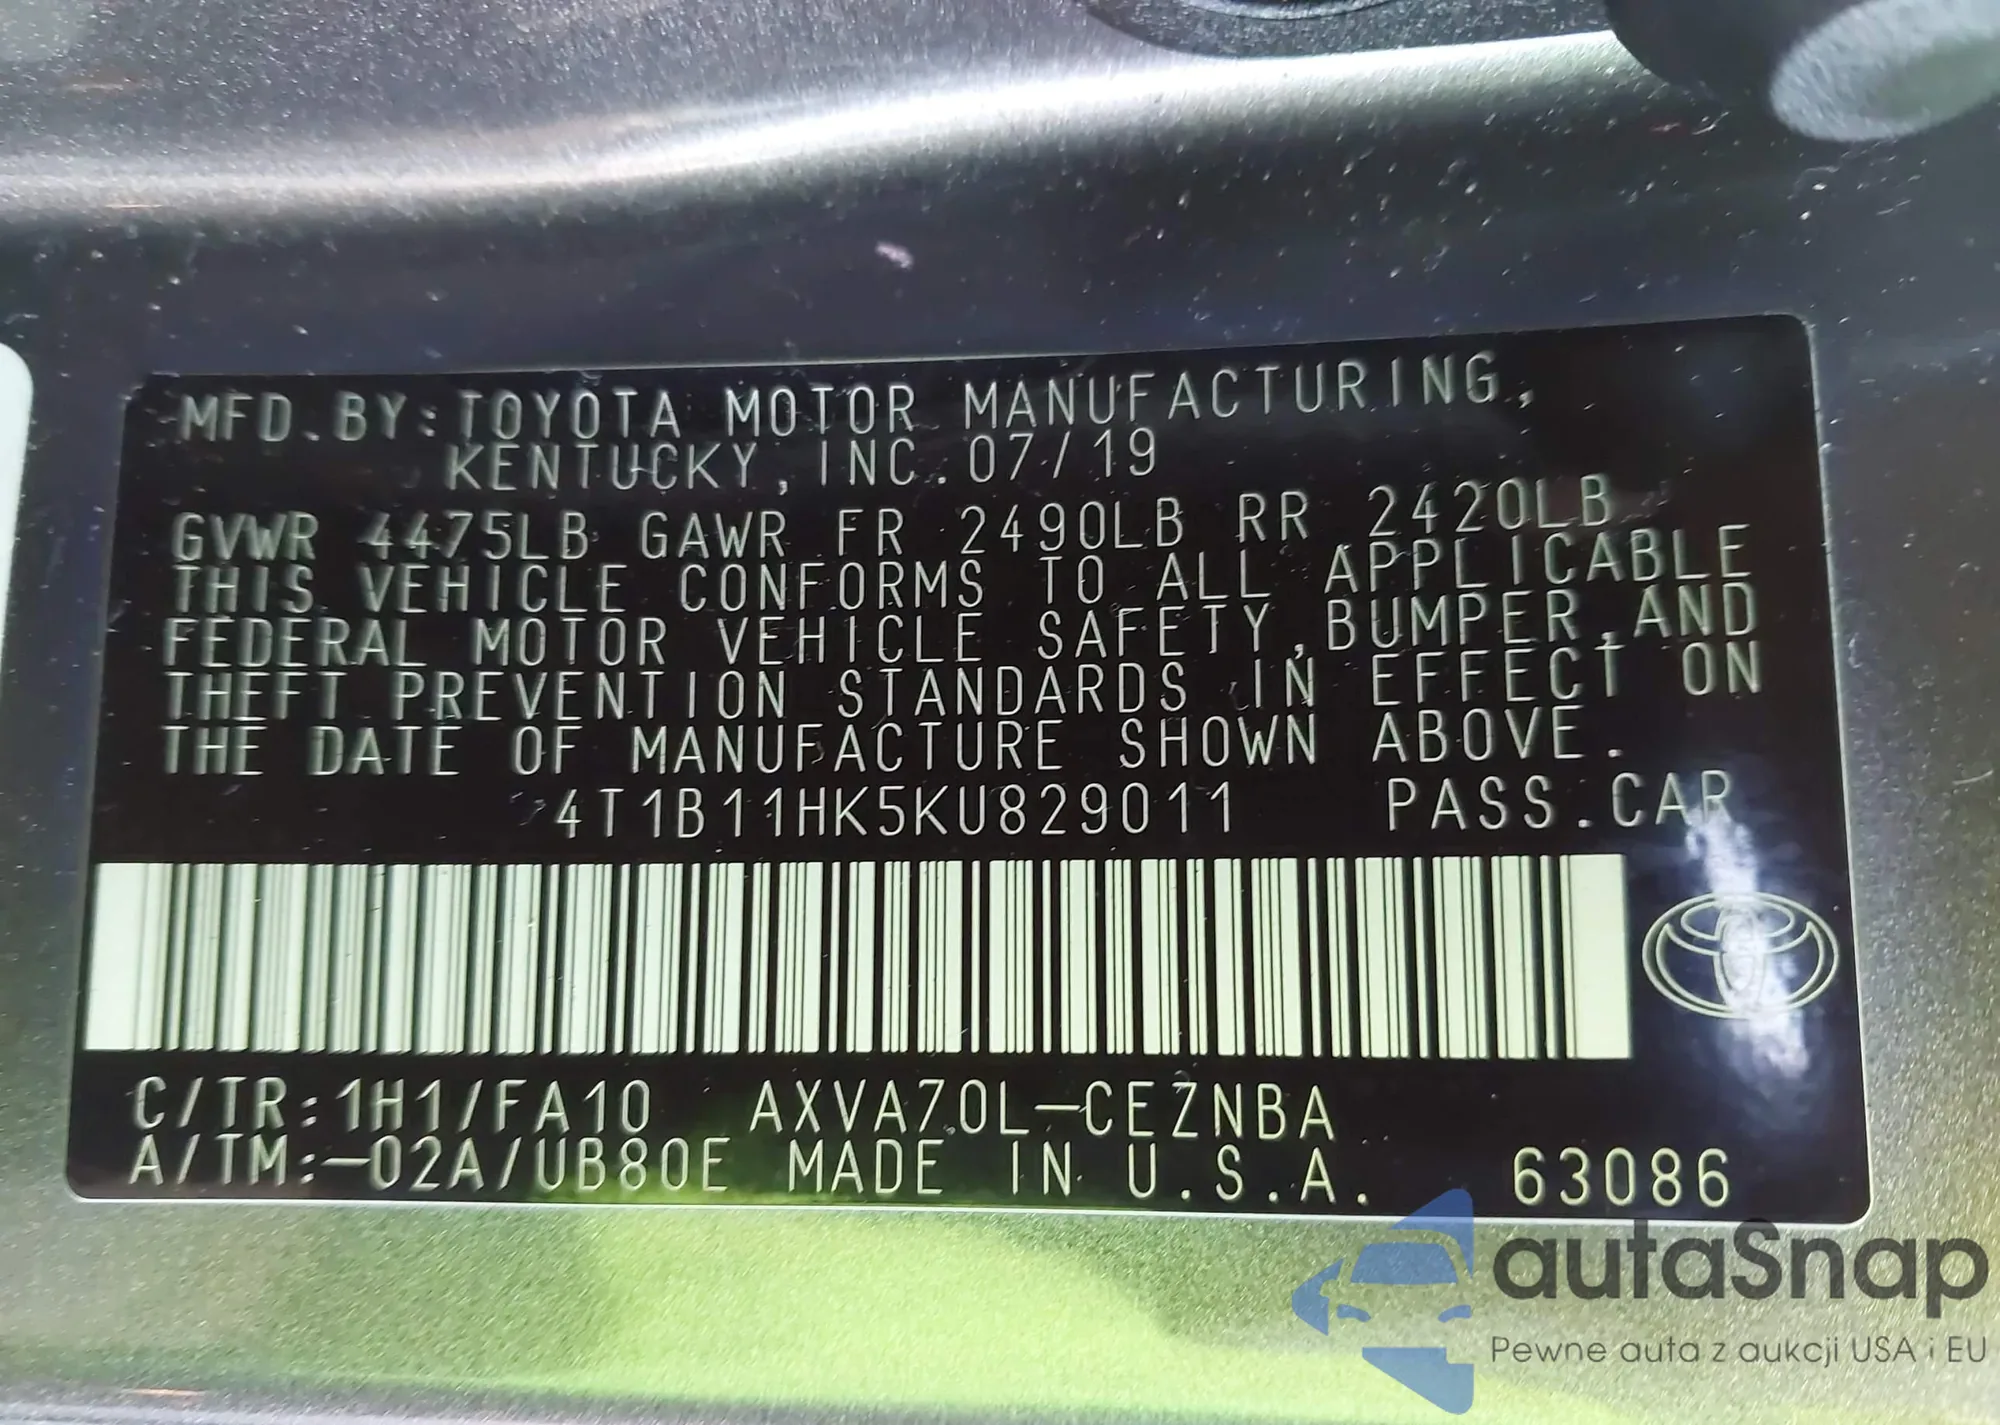 MFD.BY:TOYOTA MOTOR MANUFACTURING,
KENTUCKY,INC.07/19
GVWR 4475LB GAWR FR 2490LB RR 2420LB
THIS VEHICLE CONFORMS TO ALL APPLICABLE
FEDERAL MOTOR VEHICLE SAFETY,BUMPER,AND
THEFT PREVENTION STANDARDS IN EFFECT ON
THE DATE OF MANUFACTURE SHOWN ABOVE.
4T1B11HK5KU829011 PASS.CAR
C/TR:1H1/FA10 AXVA70L-CEZNBA
A/TM:-02A/UB80E MADE IN U.S.A. 63086
autaSnap
Pewne auta z aukcji USA i EU